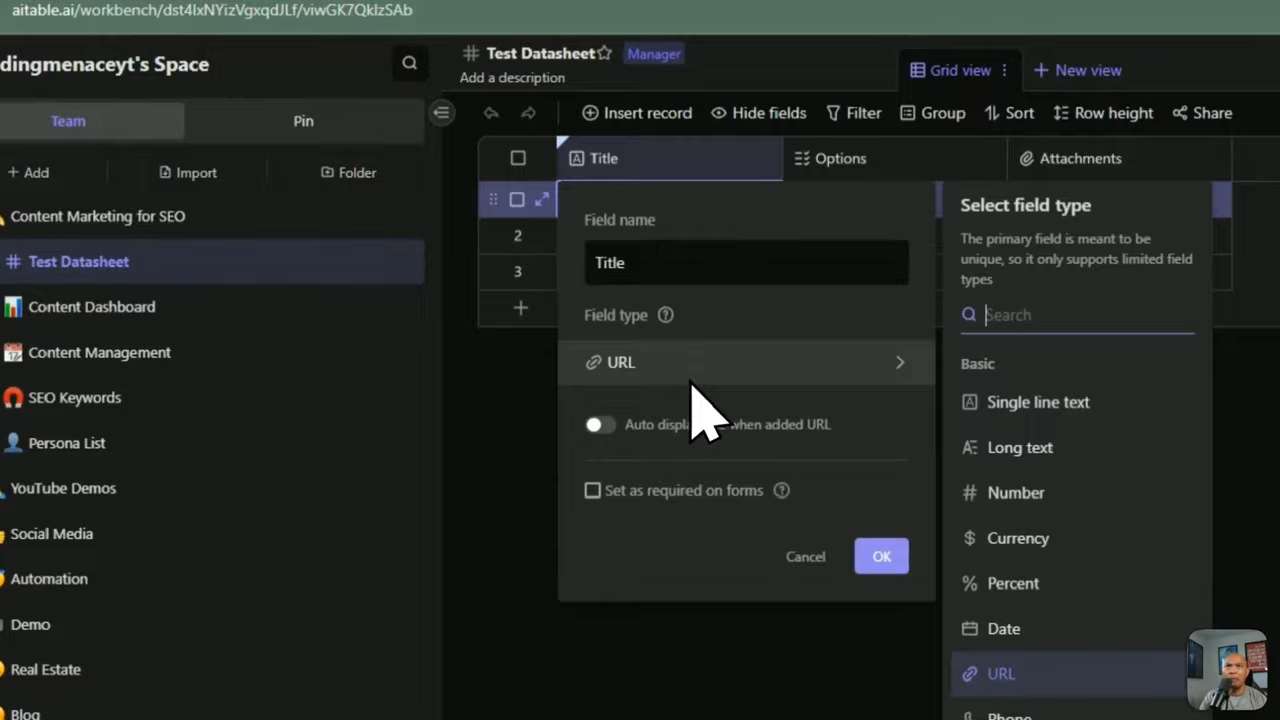 aitable.ai/workbench/dst4lxNYizVgxqdJLf/viwGK7QklzSAb
dingmenaceyt's Space
Team
Pin
Add
Import
Folder
Content Marketing for SEO
Test Datasheet
Content Dashboard
Content Management
SEO Keywords
Persona List
YouTube Demos
Social Media
Automation
Demo
Real Estate
Blog
Test Datasheet
Manager
Add a description
Grid view
New view
Insert record
Hide fields
Filter
Group
Sort
Row height
Share
Title
Options
Attachments
2
3
Field name
Title
Field type
URL
Auto when added URL
Set as required on forms
Cancel
OK
Select field type
The primary field is meant to be
unique, so it only supports limited field
types
Search
Basic
Single line text
Long text
Number
Currency
Percent
Date
URL
Phone